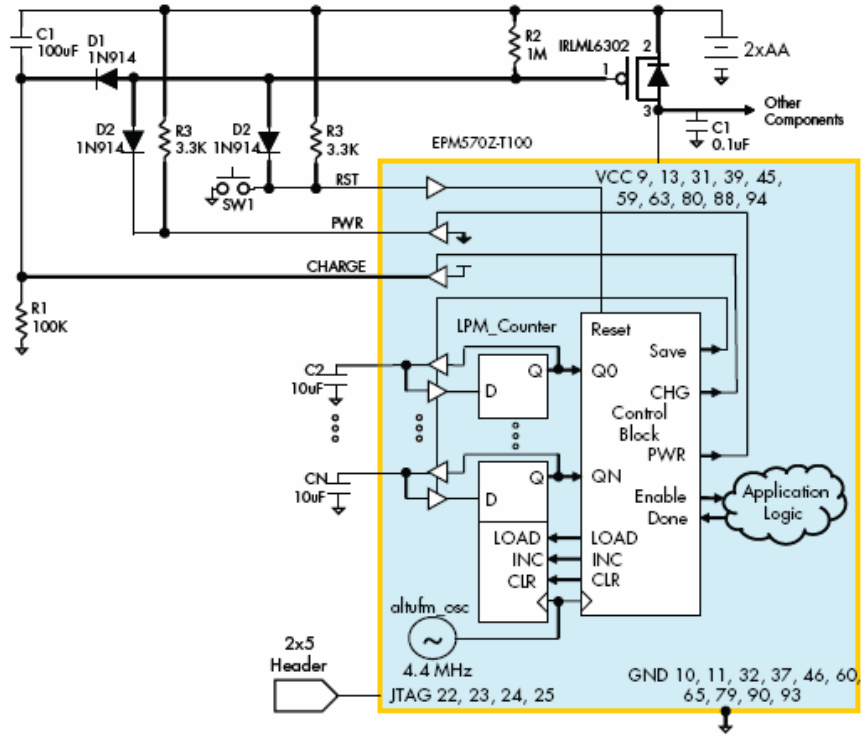 C1
100uF
D1
1N914
D2
1N914
R3
3.3K
D2
1N914
R3
3.3K
R2
1M
IRLML6302
1
2
3
2xAA
Other
Components
C1
0.1uF
SW1
RST
PWR
CHARGE
R1
100K
EPM570Z-T100
VCC 9, 13, 31, 39, 45,
59, 63, 80, 88, 94
LPM_Counter
C2
10uF
CN
10uF
Q
D
Q
D
LOAD
INC
CLR
Reset
Q0
Control
Block
QN
LOAD
INC
CLR
Save
CHG
PWR
Enable
Done
Application
Logic
altufm_osc
~
4.4 MHz
2x5
Header
JTAG 22, 23, 24, 25
GND 10, 11, 32, 37, 46, 60,
65, 79, 90, 93